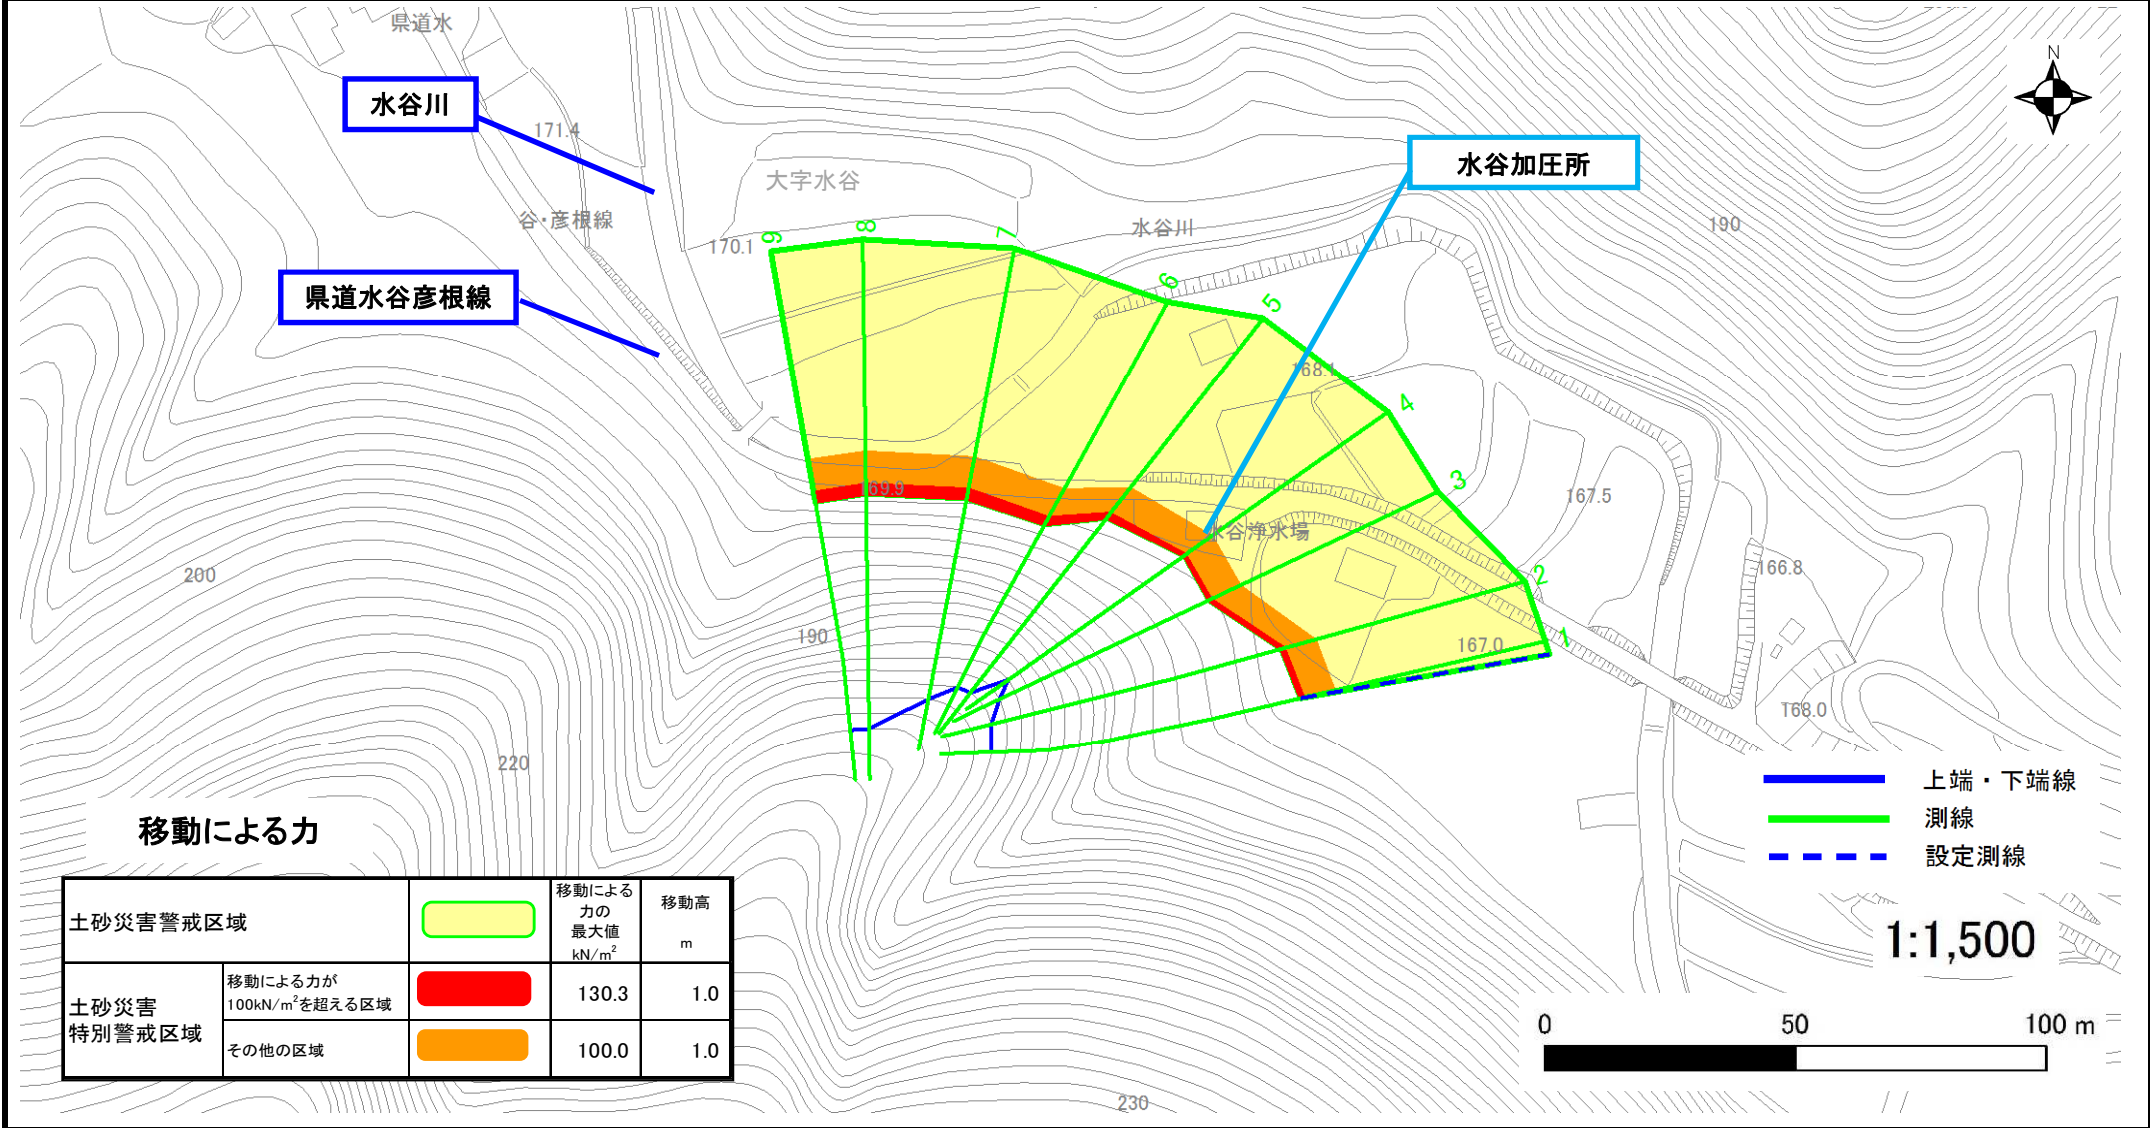 県道水
N
水谷川
171.4
水谷加圧所
大字水谷
谷・彦根線
水谷川
190
170.1
9
8
7
県道水谷彦根線
6
5
168.1
4
3
169.9
167.5
水谷浄水場
200
166.8
2
190
167.0
1
168.0
220
上端・下端線
測線
設定測線
移動による力
土砂災害警戒区域
移動による
力の
最大値
kN/m²
移動高
m
土砂災害
特別警戒区域
移動による力が
100kN/m²を超える区域
130.3
1.0
その他の区域
100.0
1.0
1:1,500
0 50 100 m
230